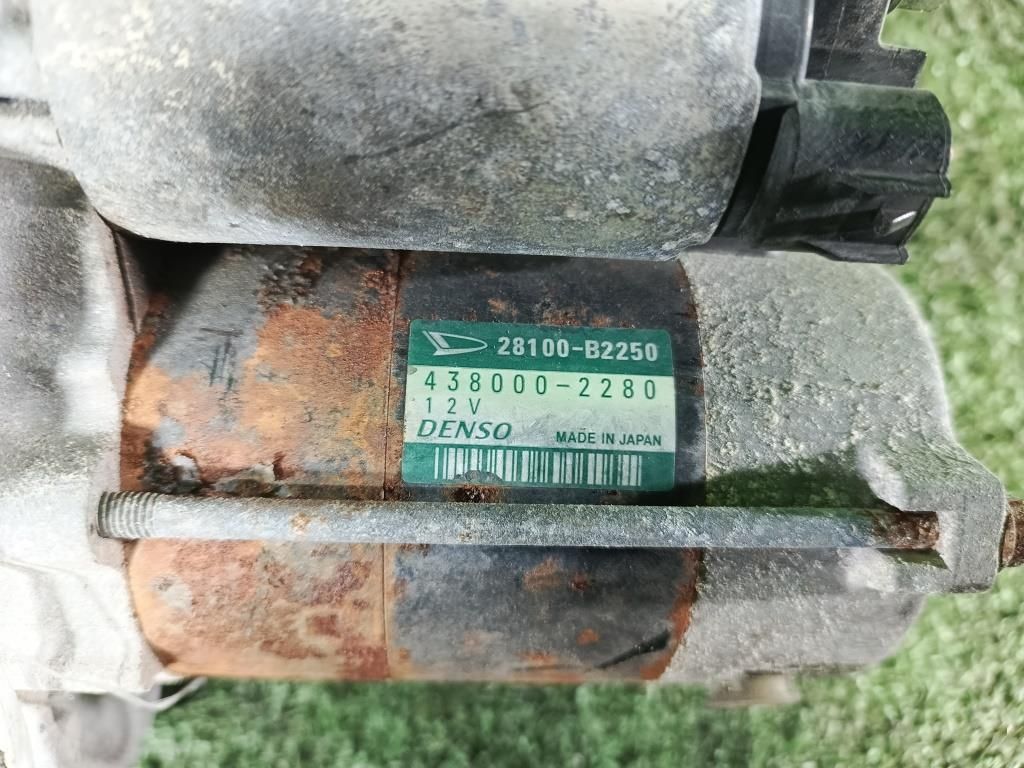 28100-B2250
438000-2280
12V
DENSO
MADE IN JAPAN